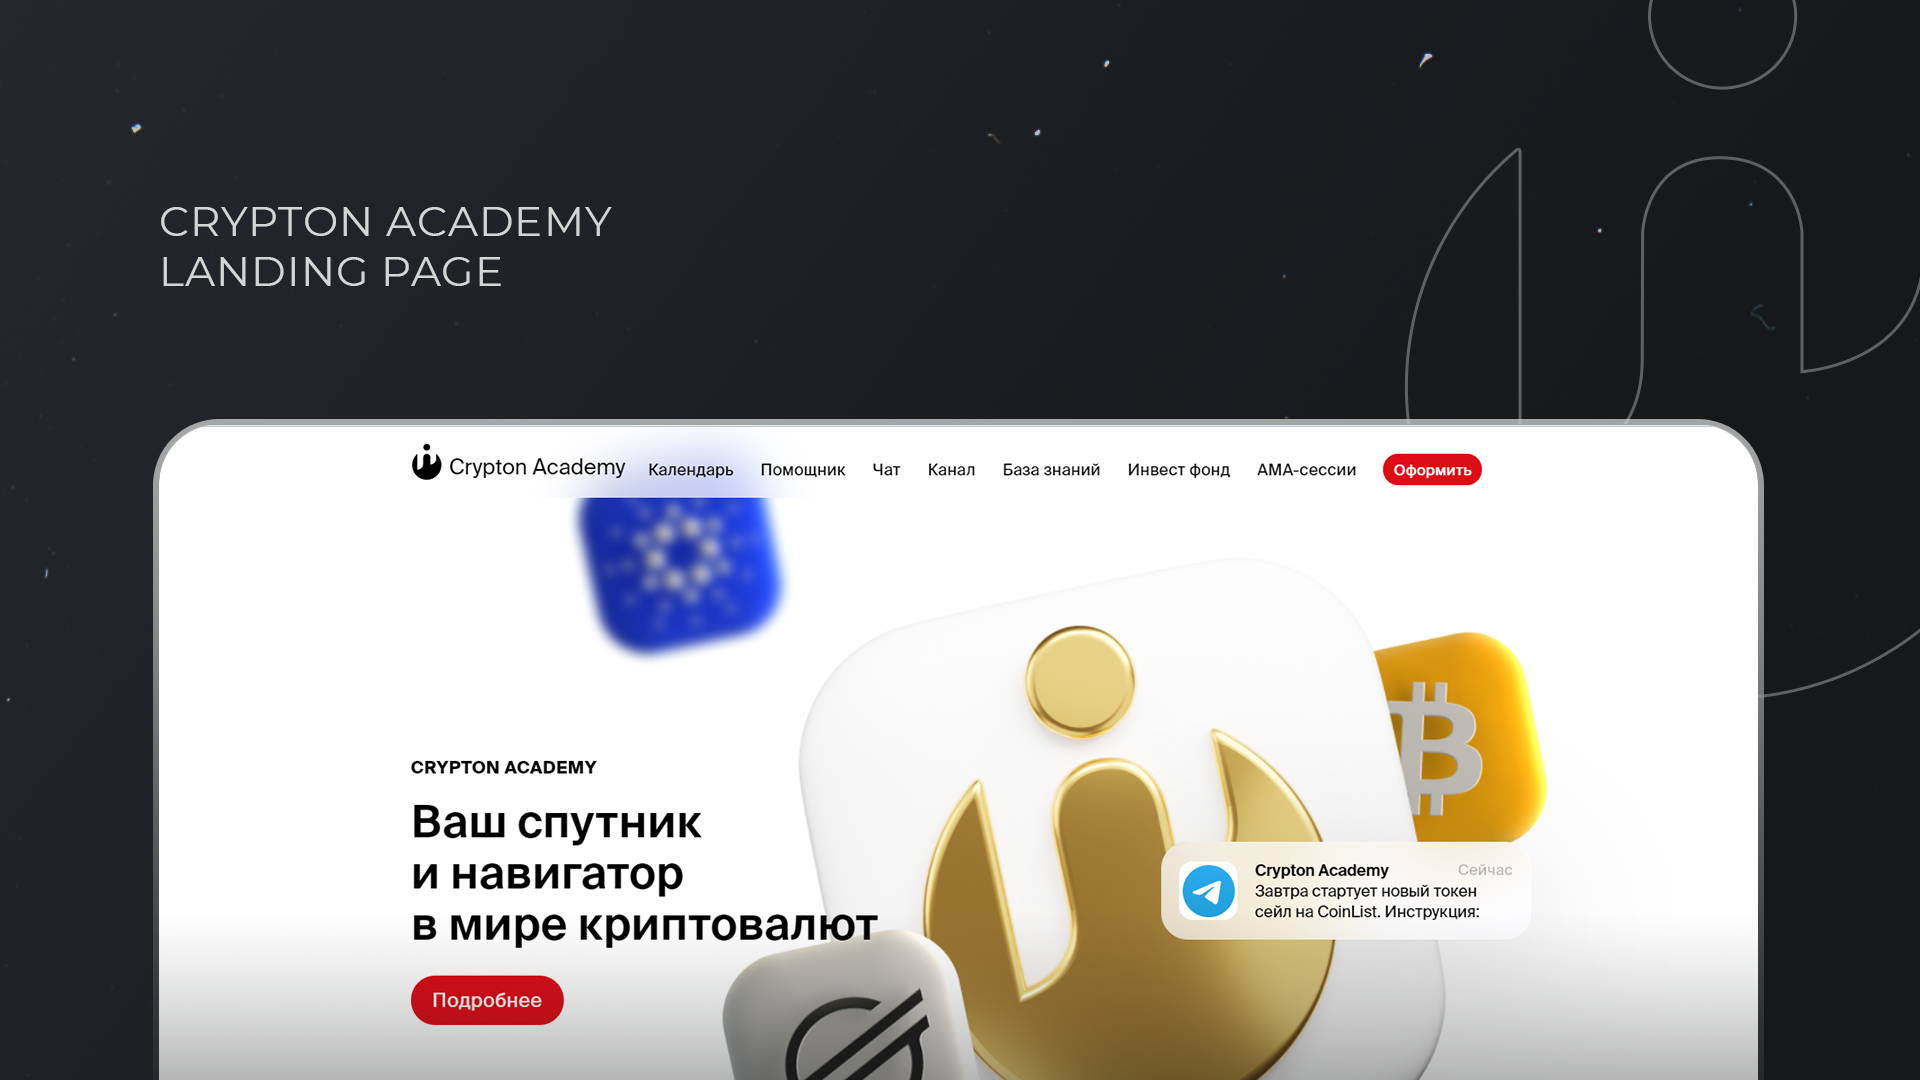 CRYPTON ACADEMY
LANDING PAGE
Crypton Academy Календарь Помощник Чат Канал База знаний Инвест фонд AMA-сессии Оформить
CRYPTON ACADEMY
Ваш спутник
и навигатор
в мире криптовалют
Подробнее
Crypton Academy Сейчас
Завтра стартует новый токен
сейл на CoinList. Инструкция: